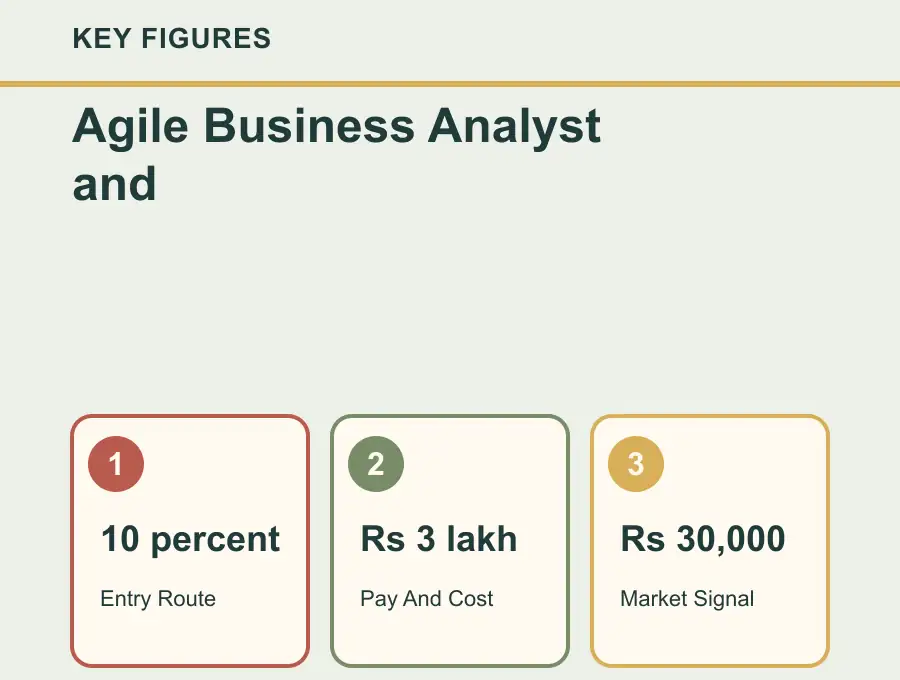 KEY FIGURES
Agile Business Analyst
and
1
10 percent
Entry Route
2
Rs 3 lakh
Pay And Cost
3
Rs 30,000
Market Signal